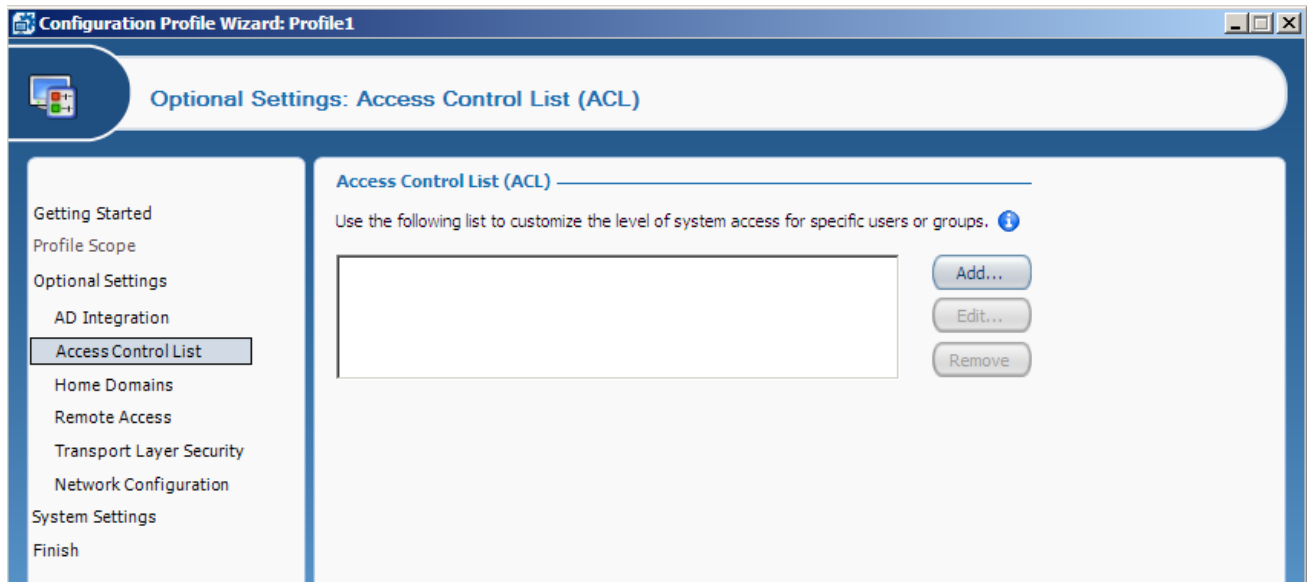 Configuration Profile Wizard: Profile1
Optional Settings: Access Control List (ACL)
Getting Started
Profile Scope
Optional Settings
AD Integration
Access Control List
Home Domains
Remote Access
Transport Layer Security
Network Configuration
System Settings
Finish
Access Control List (ACL)
Use the following list to customize the level of system access for specific users or groups.
Add...
Edit...
Remove